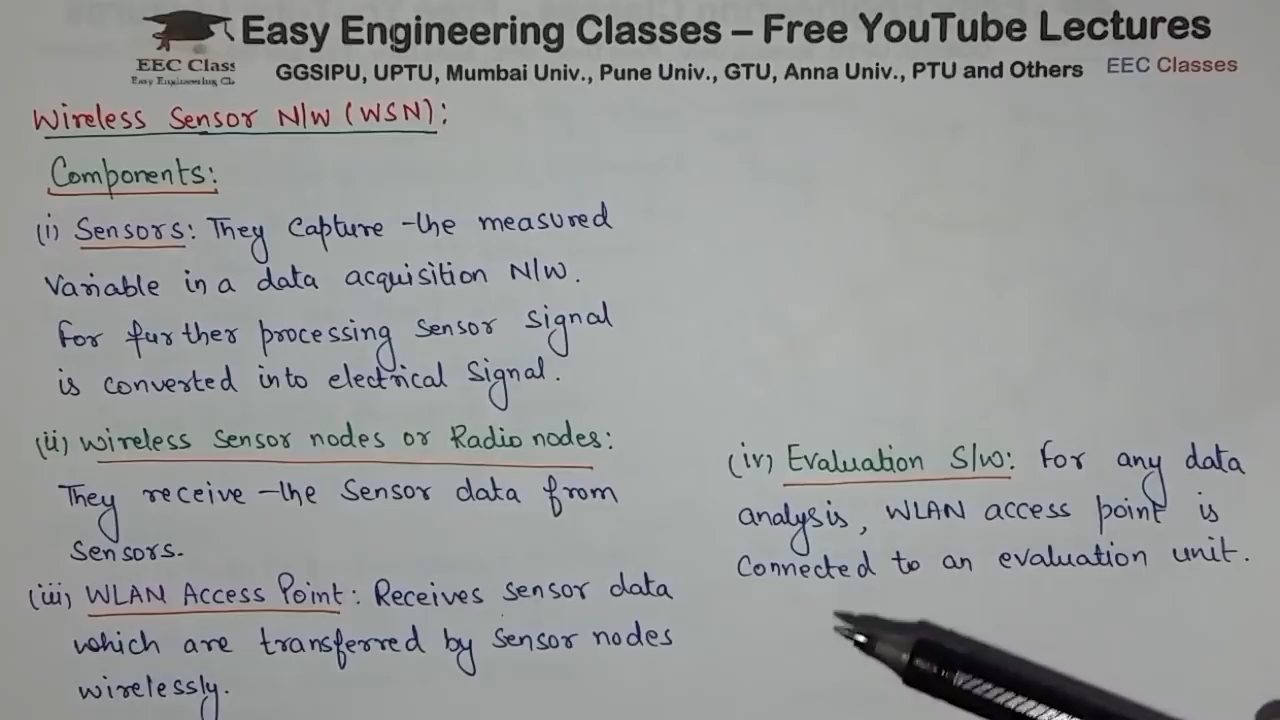 Easy Engineering Classes – Free YouTube Lectures
EEC Class
Easy Engineering Cl
GGSIPU, UPTU, Mumbai Univ., Pune Univ., GTU, Anna Univ., PTU and Others
EEC Classes
Wireless Sensor N/W (WSN):
Components:
(i) Sensors: They capture the measured
variable in a data acquisition N/W.
For further processing sensor signal
is converted into electrical signal.
(ii) Wireless sensor nodes or Radio nodes:
They receive the sensor data from
sensors.
(iii) WLAN Access Point: Receives sensor data
which are transferred by sensor nodes
wirelessly.
(iv) Evaluation S/w: For any data
analysis, WLAN access point is
connected to an evaluation unit.